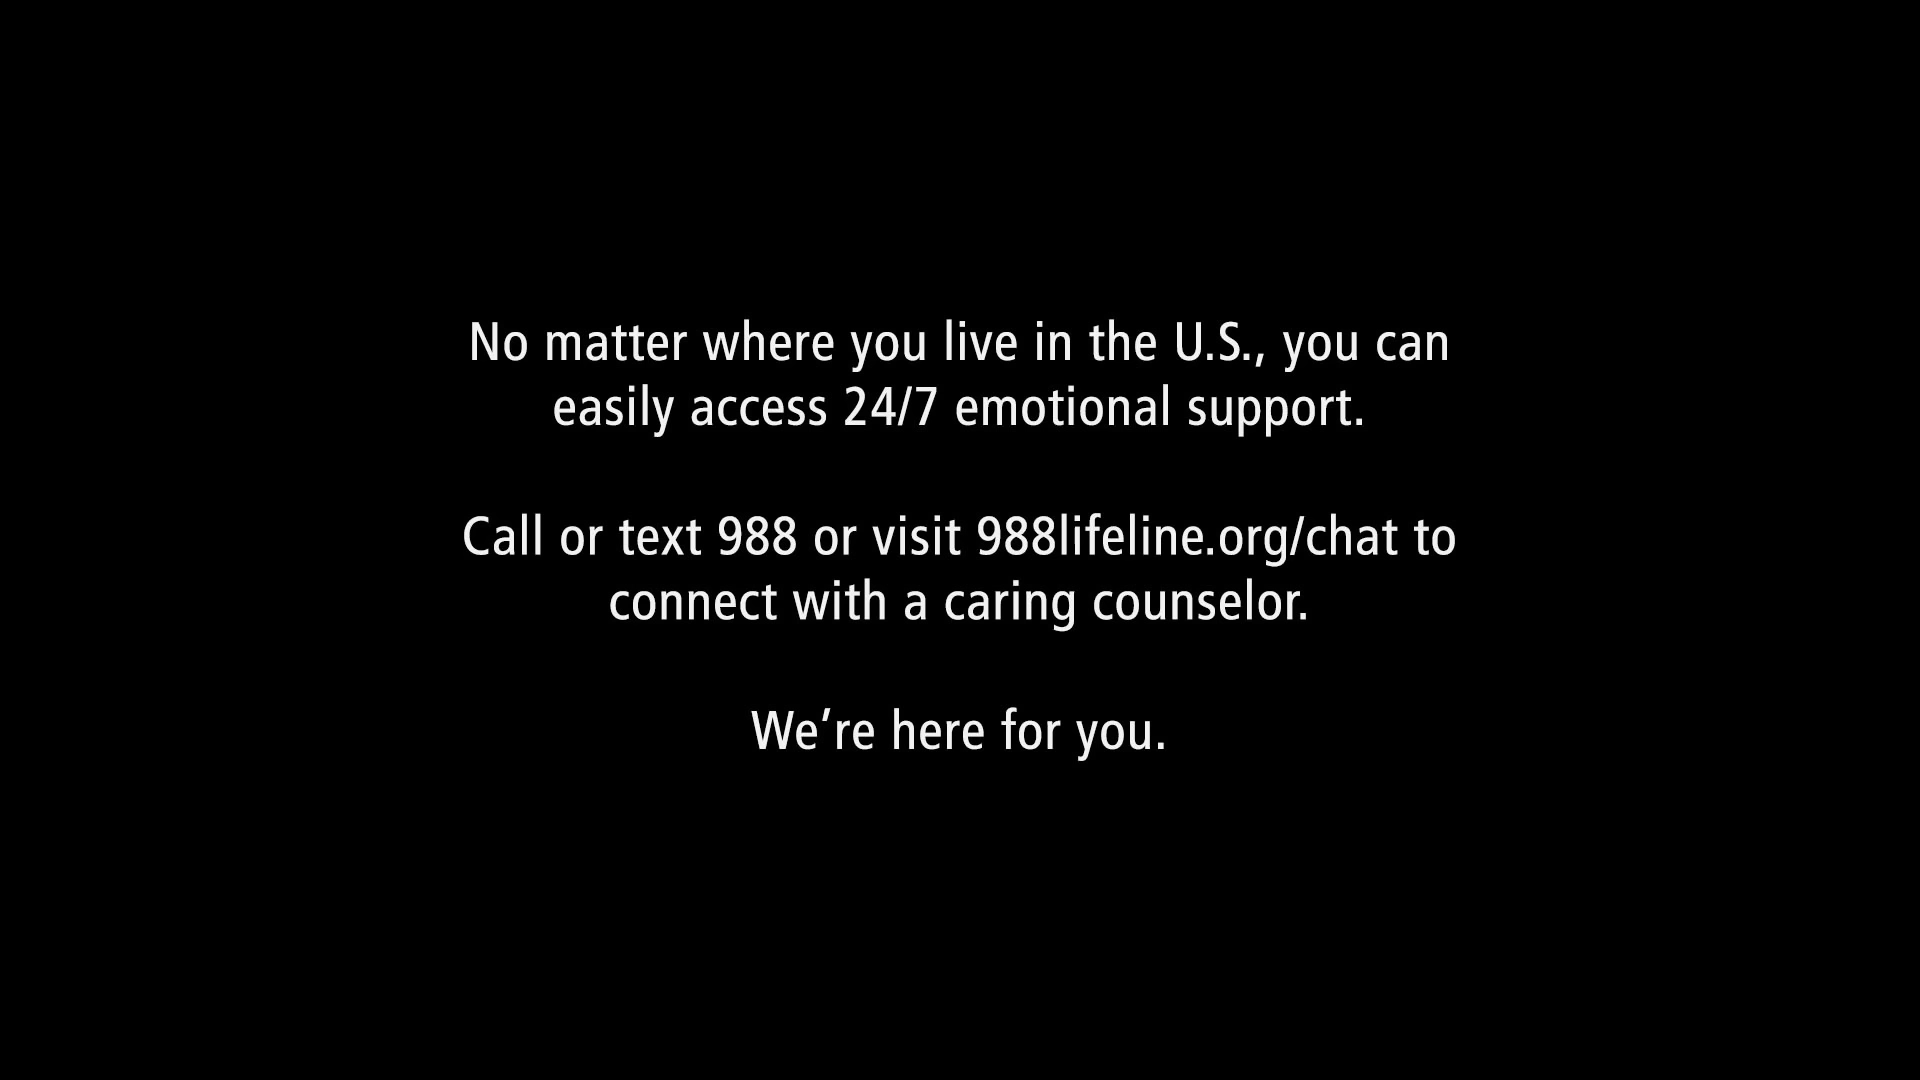 No matter where you live in the U.S., you can
easily access 24/7 emotional support.
Call or text 988 or visit 988lifeline.org/chat to
connect with a caring counselor.
We’re here for you.